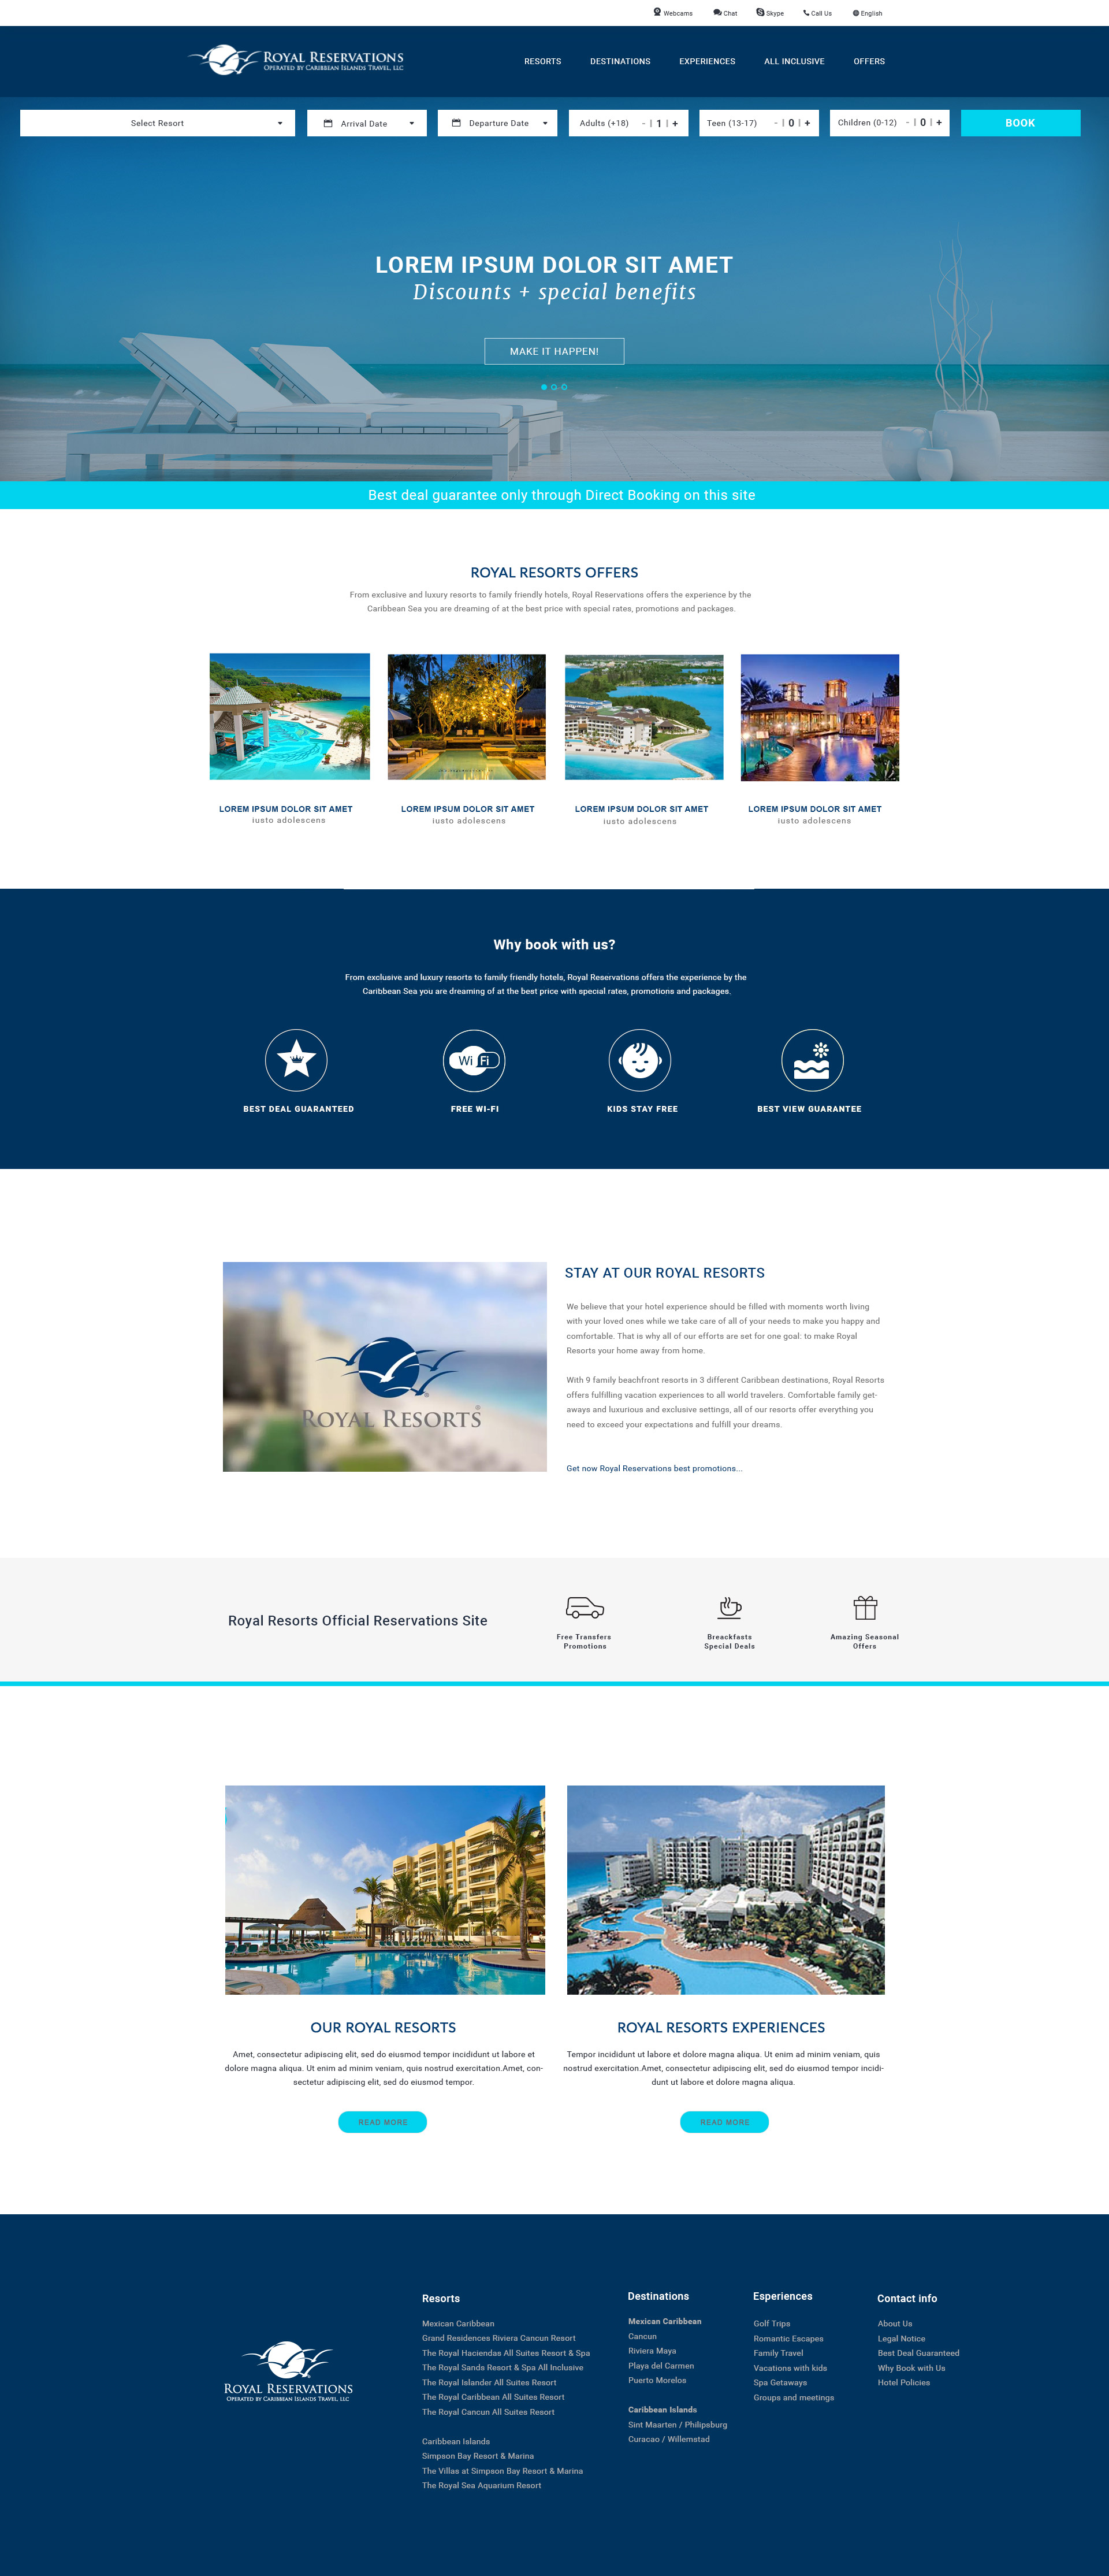 Webcams
Chat
Skype
Call Us
English
ROYAL RESERVATIONS
OPERATED BY CARIBBEAN ISLANDS TRAVEL, LLC
RESORTS
DESTINATIONS
EXPERIENCES
ALL INCLUSIVE
OFFERS
Select Resort
Arrival Date
Departure Date
Adults (+18) - | 1 | +
Teen (13-17) - | 0 | +
Children (0-12) - | 0 | +
BOOK
LOREM IPSUM DOLOR SIT AMET
Discounts + special benefits
MAKE IT HAPPEN!
Best deal guarantee only through Direct Booking on this site
ROYAL RESORTS OFFERS
From exclusive and luxury resorts to family friendly hotels, Royal Reservations offers the experience by the
Caribbean Sea you are dreaming of at the best price with special rates, promotions and packages.
LOREM IPSUM DOLOR SIT AMET
iusto adolescens
LOREM IPSUM DOLOR SIT AMET
iusto adolescens
LOREM IPSUM DOLOR SIT AMET
iusto adolescens
LOREM IPSUM DOLOR SIT AMET
iusto adolescens
Why book with us?
From exclusive and luxury resorts to family friendly hotels, Royal Reservations offers the experience by the
Caribbean Sea you are dreaming of at the best price with special rates, promotions and packages.
Wi Fi
BEST DEAL GUARANTEED
FREE WI-FI
KIDS STAY FREE
BEST VIEW GUARANTEE
ROYAL RESORTS®
STAY AT OUR ROYAL RESORTS
We believe that your hotel experience should be filled with moments worth living
with your loved ones while we take care of all of your needs to make you happy and
comfortable. That is why all of our efforts are set for one goal: to make Royal
Resorts your home away from home.
With 9 family beachfront resorts in 3 different Caribbean destinations, Royal Resorts
offers fulfilling vacation experiences to all world travelers. Comfortable family get-
aways and luxurious and exclusive settings, all of our resorts offer everything you
need to exceed your expectations and fulfill your dreams.
Get now Royal Reservations best promotions...
Royal Resorts Official Reservations Site
Free Transfers
Promotions
Breackfasts
Special Deals
Amazing Seasonal
Offers
OUR ROYAL RESORTS
Amet, consectetur adipiscing elit, sed do eiusmod tempor incididunt ut labore et
dolore magna aliqua. Ut enim ad minim veniam, quis nostrud exercitation.Amet, con-
sectetur adipiscing elit, sed do eiusmod tempor.
READ MORE
ROYAL RESORTS EXPERIENCES
Tempor incididunt ut labore et dolore magna aliqua. Ut enim ad minim veniam, quis
nostrud exercitation.Amet, consectetur adipiscing elit, sed do eiusmod tempor incidi-
dunt ut labore et dolore magna aliqua.
READ MORE
ROYAL RESERVATIONS
OPERATED BY CARIBBEAN ISLANDS TRAVEL, LLC
Resorts
Mexican Caribbean
Grand Residences Riviera Cancun Resort
The Royal Haciendas All Suites Resort & Spa
The Royal Sands Resort & Spa All Inclusive
The Royal Islander All Suites Resort
The Royal Caribbean All Suites Resort
The Royal Cancun All Suites Resort
Caribbean Islands
Simpson Bay Resort & Marina
The Villas at Simpson Bay Resort & Marina
The Royal Sea Aquarium Resort
Destinations
Mexican Caribbean
Cancun
Riviera Maya
Playa del Carmen
Puerto Morelos
Caribbean Islands
Sint Maarten / Philipsburg
Curacao / Willemstad
Esperiences
Golf Trips
Romantic Escapes
Family Travel
Vacations with kids
Spa Getaways
Groups and meetings
Contact info
About Us
Legal Notice
Best Deal Guaranteed
Why Book with Us
Hotel Policies